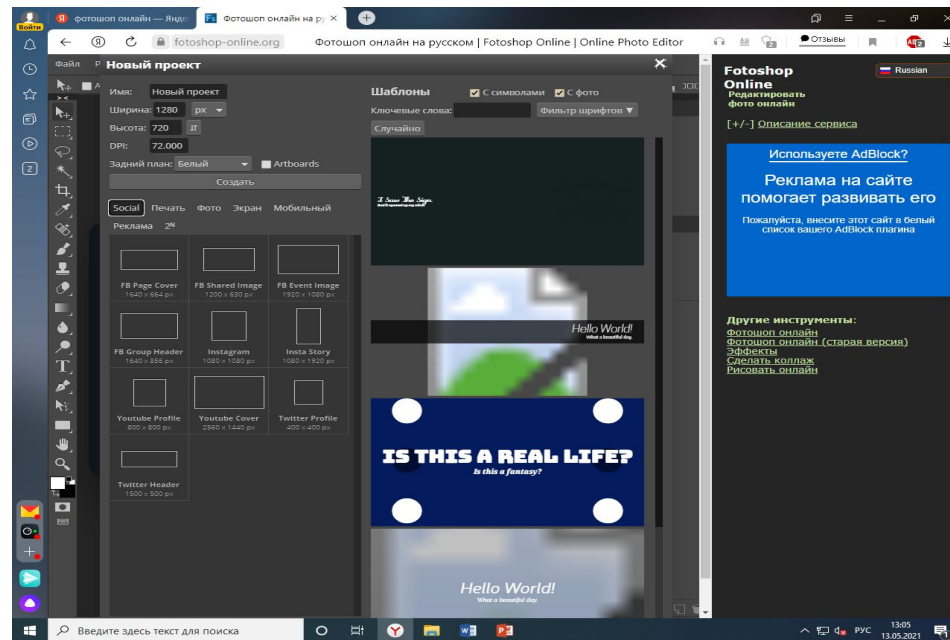 Войти
фотошоп онлайн — Янде
Фотошоп онлайн на ру
fotoshop-online.org
Фотошоп онлайн на русском | Fotoshop Online | Online Photo Editor
Отзывы
2
2
Файл
Новый проект
Имя: Новый проект
Ширина: 1280 px
Высота: 720
DPI: 72.000
Задний план: Белый Artboards
Создать
Social Печать Фото Экран Мобильный
Реклама 2ᴺ
FB Page Cover
1640 x 664 px
FB Shared Image
1200 x 630 px
FB Event Image
1920 x 1080 px
FB Group Header
1640 x 856 px
Instagram
1080 x 1080 px
Insta Story
1080 x 1920 px
Youtube Profile
800 x 800 px
Youtube Cover
2560 x 1440 px
Twitter Profile
400 x 400 px
Twitter Header
1500 x 500 px
Шаблоны С символами С фото
Ключевые слова: Фильтр шрифтов ▼
Случайно
I Saw The Sign
Hello World!
What a beautiful day.
IS THIS A REAL LIFE?
Is this a fantasy?
Hello World!
What a beautiful day.
Fotoshop
Online
Редактировать
фото онлайн
Russian
[+/-] Описание сервиса
Используете AdBlock?
Реклама на сайте
помогает развивать его
Пожалуйста, внесите этот сайт в белый
список вашего AdBlock плагина
Другие инструменты:
Фотошоп онлайн
Фотошоп онлайн (старая версия)
Эффекты
Сделать коллаж
Рисовать онлайн
Введите здесь текст для поиска
РУС
13:05
13.05.2021